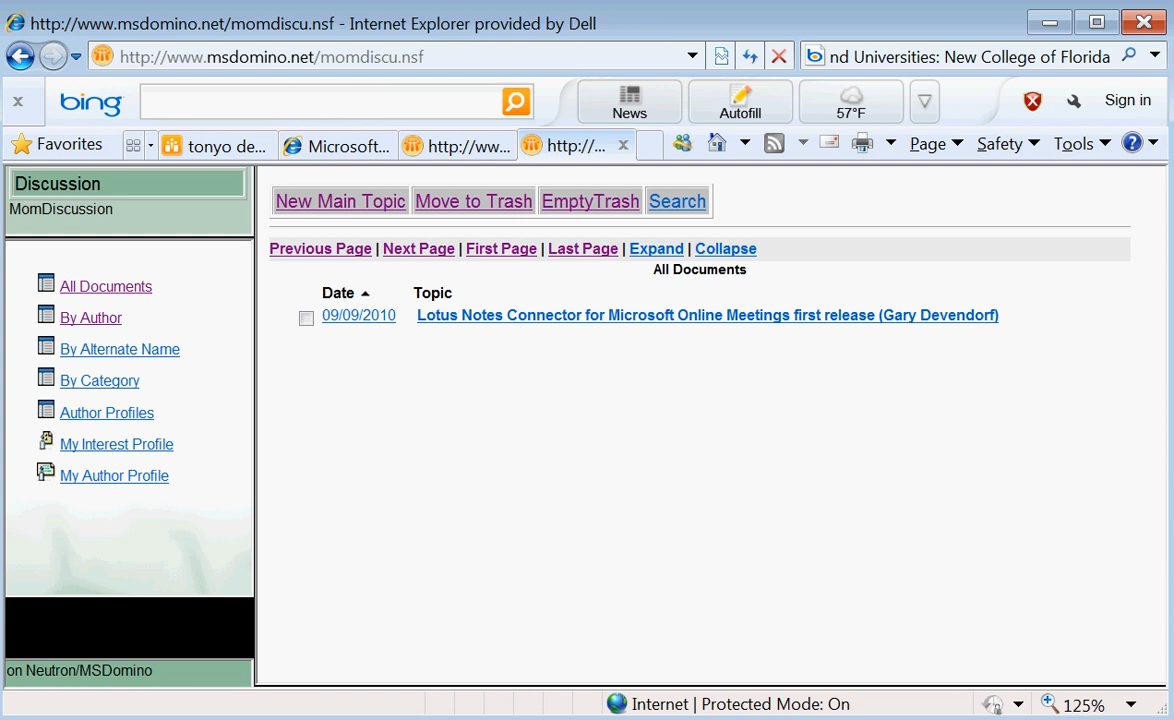 http://www.msdomino.net/momdiscu.nsf - Internet Explorer provided by Dell
http://www.msdomino.net/momdiscu.nsf nd Universities: New College of Florida
x bing News Autofill 57°F Sign in
Favorites tonyo de... Microsoft... http://ww... http://... x Page Safety Tools
Discussion
MomDiscussion
All Documents
By Author
By Alternate Name
By Category
Author Profiles
My Interest Profile
My Author Profile
on Neutron/MSDomino
New Main Topic Move to Trash EmptyTrash Search
Previous Page | Next Page | First Page | Last Page | Expand | Collapse
All Documents
Date Topic
09/09/2010 Lotus Notes Connector for Microsoft Online Meetings first release (Gary Devendorf)
Internet | Protected Mode: On 125%